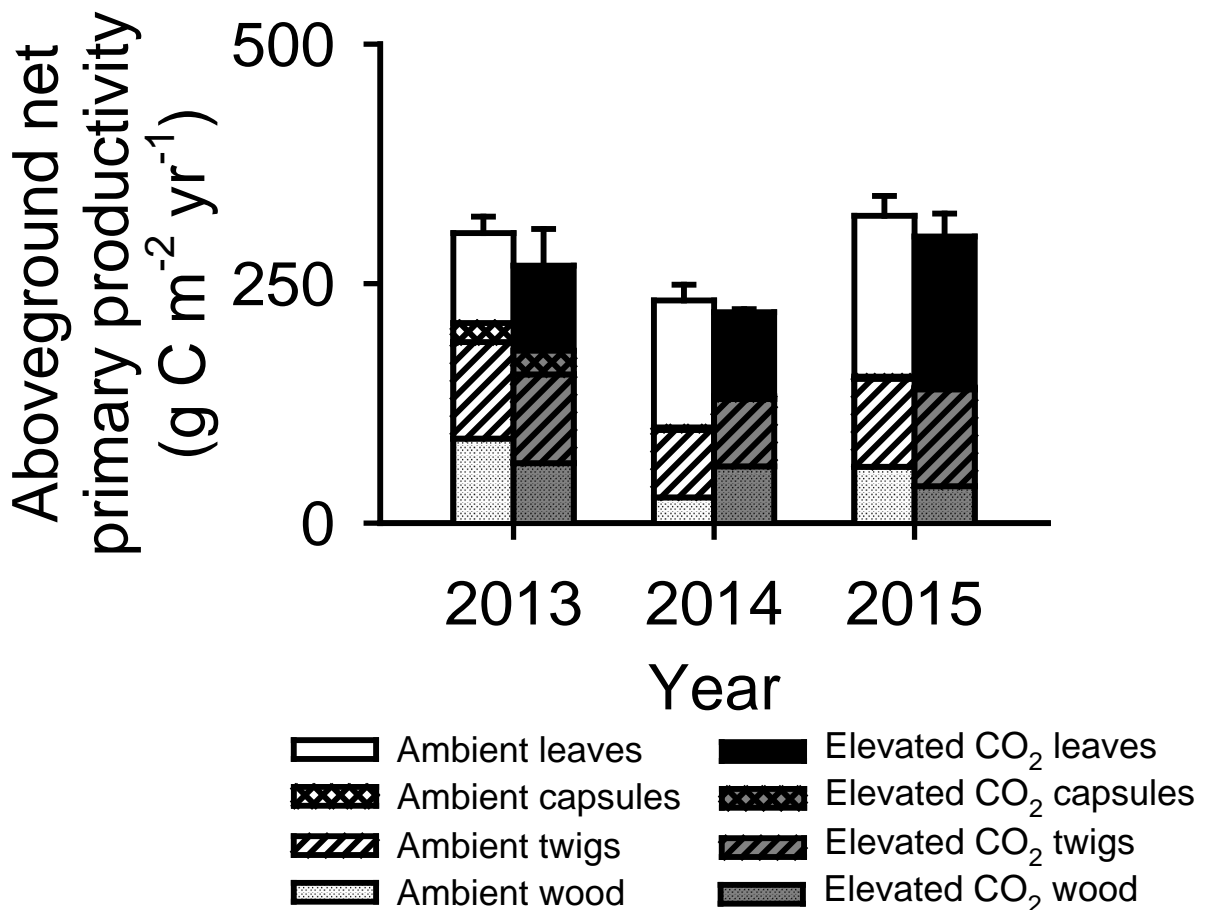 Aboveground net
primary productivity
(g C m⁻² yr⁻¹)
500
250
0
2013 2014 2015
Year
Ambient leaves
Ambient capsules
Ambient twigs
Ambient wood
Elevated CO₂ leaves
Elevated CO₂ capsules
Elevated CO₂ twigs
Elevated CO₂ wood